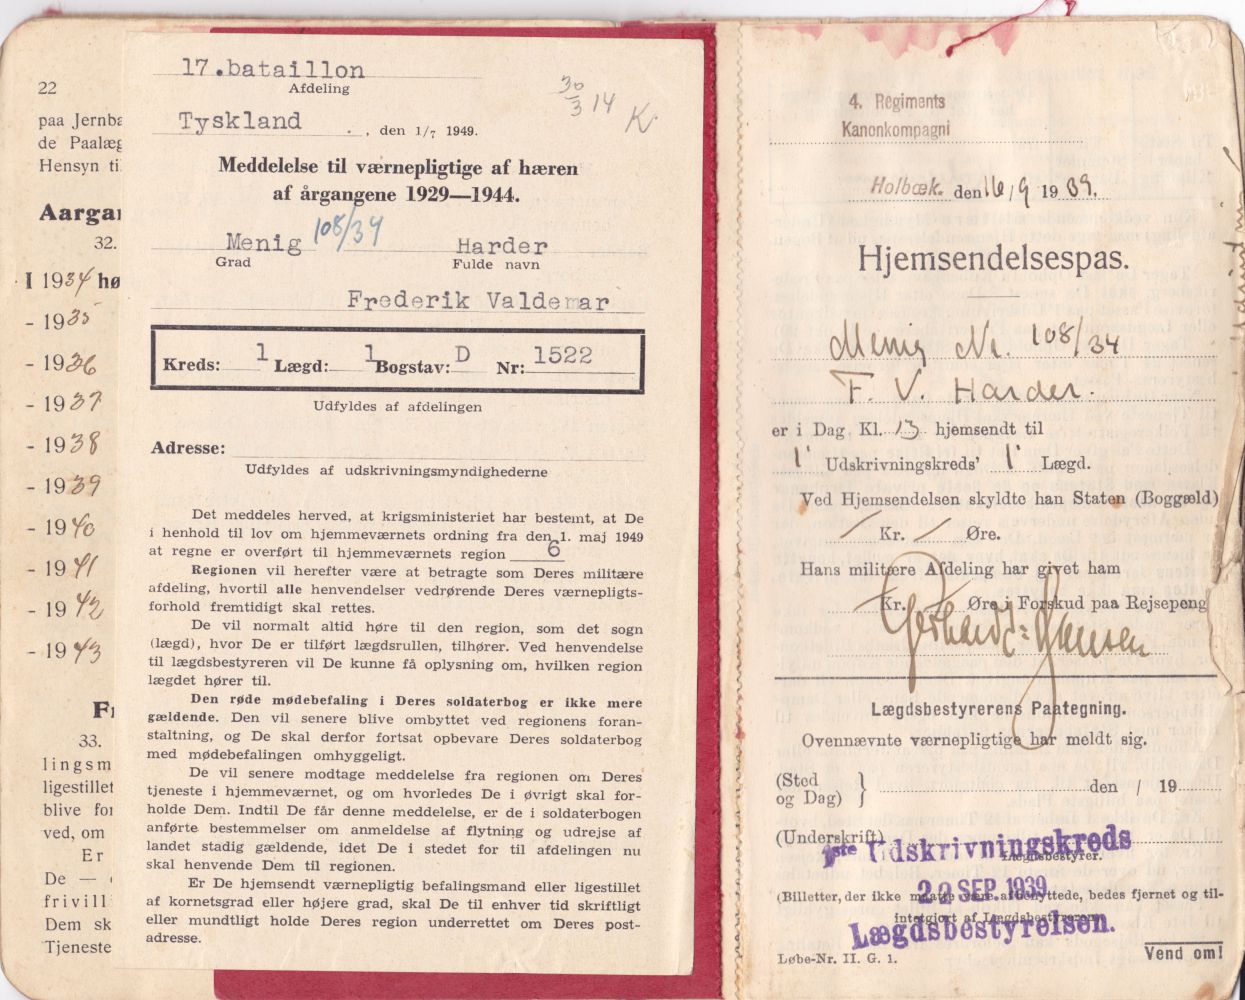 22
paa Jernba
de Paalæg
Hensyn ti
Aargan
32.
I 1934 hø
- 1935
- 1936
- 1937
- 1938
- 1939
- 1940
- 1941
- 1942
- 1943
33.
lingsm
ligestillet
blive for
ved, om
Er
De —
frivill
Dem sk
Tjeneste
17.bataillon
Afdeling
30/3 14 K
Tyskland , den 1/7 1949.
Meddelelse til værnepligtige af hæren
af årgangene 1929—1944.
108/34
Menig Harder
Grad Fulde navn
Frederik Valdemar
Kreds: 1 Lægd: 1 Bogstav: D Nr: 1522
Udfyldes af afdelingen
Adresse:
Udfyldes af udskrivningsmyndighederne
Det meddeles herved, at krigsministeriet har bestemt, at De
i henhold til lov om hjemmeværnets ordning fra den 1. maj 1949
at regne er overført til hjemmeværnets region 6
Regionen vil herefter være at betragte som Deres militære
afdeling, hvortil alle henvendelser vedrørende Deres værnepligts-
forhold fremtidigt skal rettes.
De vil normalt altid høre til den region, som det sogn
(lægd), hvor De er tilført lægdsrullen, tilhører. Ved henvendelse
til lægdsbestyreren vil De kunne få oplysning om, hvilken region
lægdet hører til.
Den røde mødebefaling i Deres soldaterbog er ikke mere
gældende. Den vil senere blive ombyttet ved regionens foran-
staltning, og De skal derfor fortsat opbevare Deres soldaterbog
med mødebefalingen omhyggeligt.
De vil senere modtage meddelelse fra regionen om Deres
tjeneste i hjemmeværnet, og om hvorledes De i øvrigt skal for-
holde Dem. Indtil De får denne meddelelse, er de i soldaterbogen
anførte bestemmelser om anmeldelse af flytning og udrejse af
landet stadig gældende, idet De i stedet for til afdelingen nu
skal henvende Dem til regionen.
Er De hjemsendt værnepligtig befalingsmand eller ligestillet
af kornetsgrad eller højere grad, skal De til enhver tid skriftligt
eller mundtligt holde Deres region underrettet om Deres post-
adresse.
4. Regiments
Kanonkompagni
Holbæk. den 16/9 1939.
Hjemsendelsespas.
Menig Nr. 108/34
F. V. Harder.
er i Dag Kl. 13 hjemsendt til
1' Udskrivningskreds' 1' Lægd.
Ved Hjemsendelsen skyldte han Staten (Boggæld)
Kr. Øre.
Hans militære Afdeling har givet ham
Kr. Øre i Forskud paa Rejsepeng
Lægdsbestyrerens Paategning.
Ovennævnte værnepligtige har meldt sig.
(Sted
og Dag) } den / 19
(Underskrift)
1ste Udskrivningskreds
Lægdsbestyrer.
20 SEP. 1939
(Billetter, der ikke maatte være afbenyttede, bedes fjernet og til-
intetgjort af Lægdsbestyreren)
Lægdsbestyrelsen.
Løbe-Nr. II. G. 1.
Vend om!